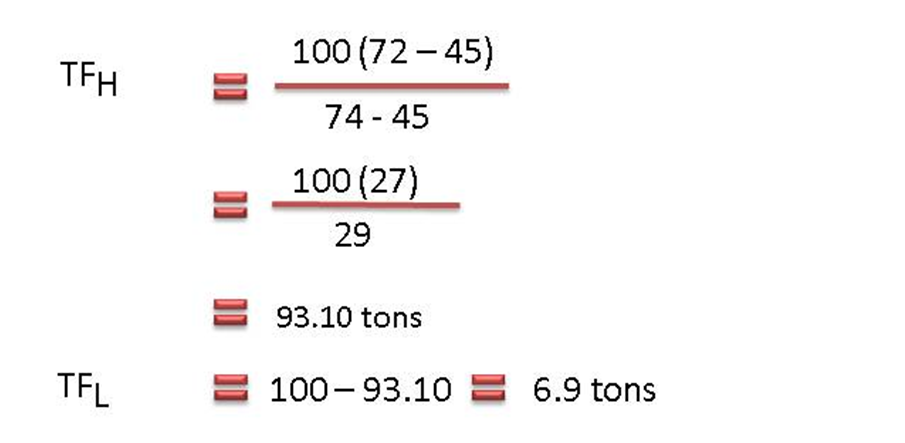 TFH = 100 (72 – 45)
74 - 45
= 100 (27)
29
= 93.10 tons
TFL = 100 – 93.10 = 6.9 tons